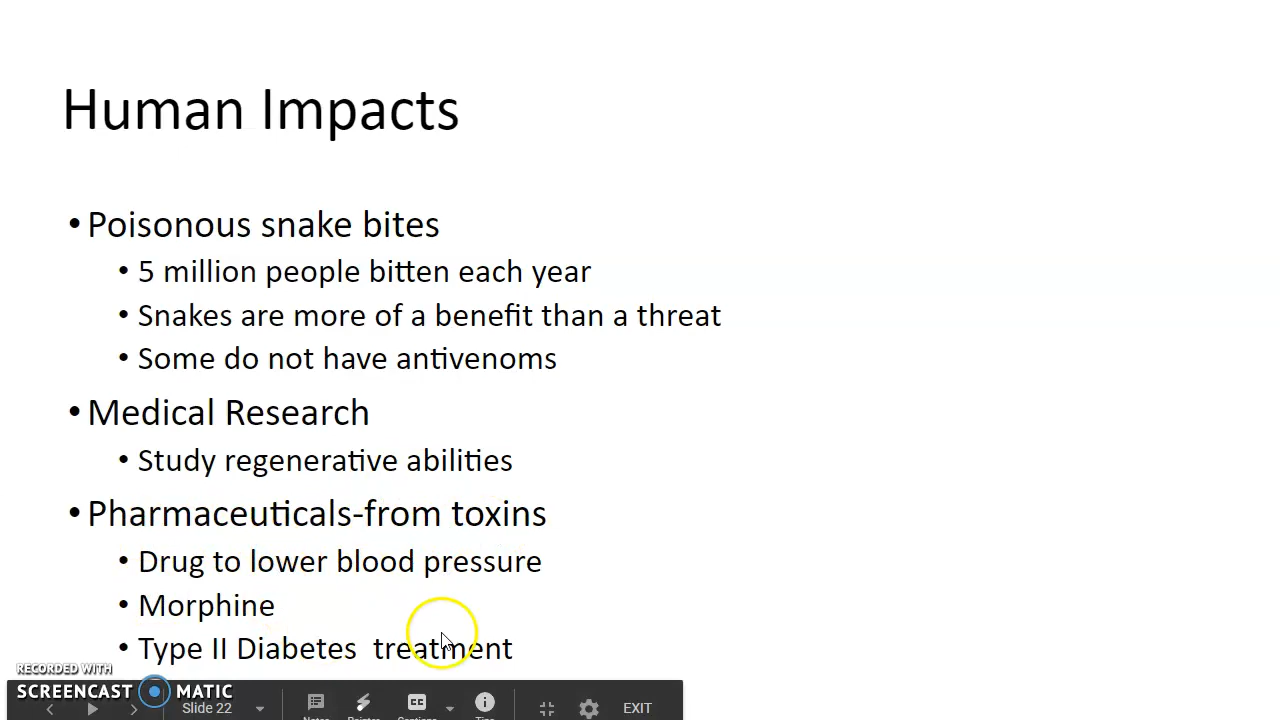 Human Impacts
• Poisonous snake bites
• 5 million people bitten each year
• Snakes are more of a benefit than a threat
• Some do not have antivenoms
• Medical Research
• Study regenerative abilities
• Pharmaceuticals-from toxins
• Drug to lower blood pressure
• Morphine
• Type II Diabetes  treatment
RECORDED WITH
SCREENCAST MATIC
Slide 22
CC
EXIT